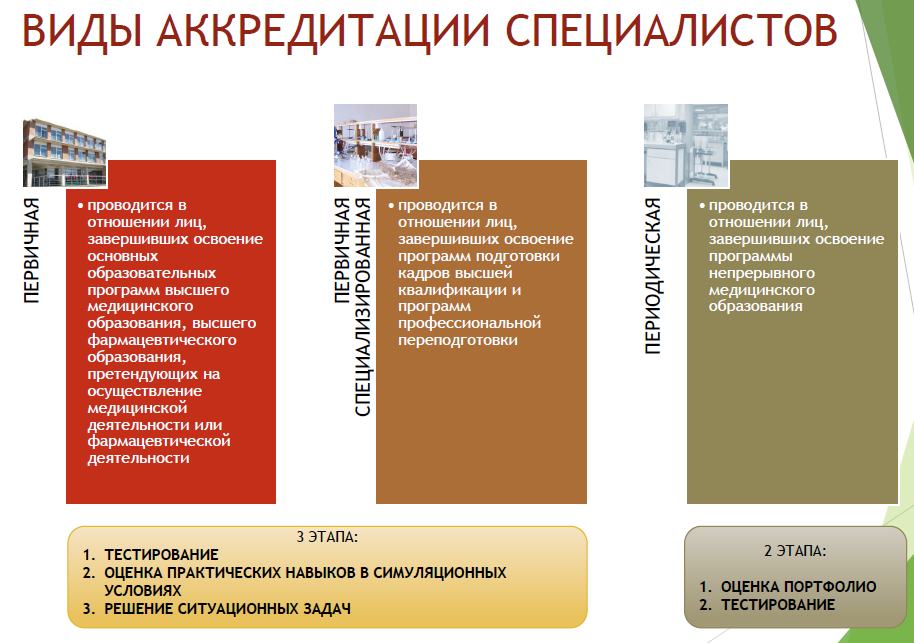 ВИДЫ АККРЕДИТАЦИИ СПЕЦИАЛИСТОВ
ПЕРВИЧНАЯ
• проводится в
отношении лиц,
завершивших освоение
основных
образовательных
программ высшего
медицинского
образования, высшего
фармацевтического
образования,
претендующих на
осуществление
медицинской
деятельности или
фармацевтической
деятельности
ПЕРВИЧНАЯ
СПЕЦИАЛИЗИРОВАННАЯ
• проводится в
отношении лиц,
завершивших освоение
программ подготовки
кадров высшей
квалификации и
программ
профессиональной
переподготовки
ПЕРИОДИЧЕСКАЯ
• проводится в
отношении лиц,
завершивших освоение
программы
непрерывного
медицинского
образования
3 ЭТАПА:
1. ТЕСТИРОВАНИЕ
2. ОЦЕНКА ПРАКТИЧЕСКИХ НАВЫКОВ В СИМУЛЯЦИОННЫХ
УСЛОВИЯХ
3. РЕШЕНИЕ СИТУАЦИОННЫХ ЗАДАЧ
2 ЭТАПА:
1. ОЦЕНКА ПОРТФОЛИО
2. ТЕСТИРОВАНИЕ